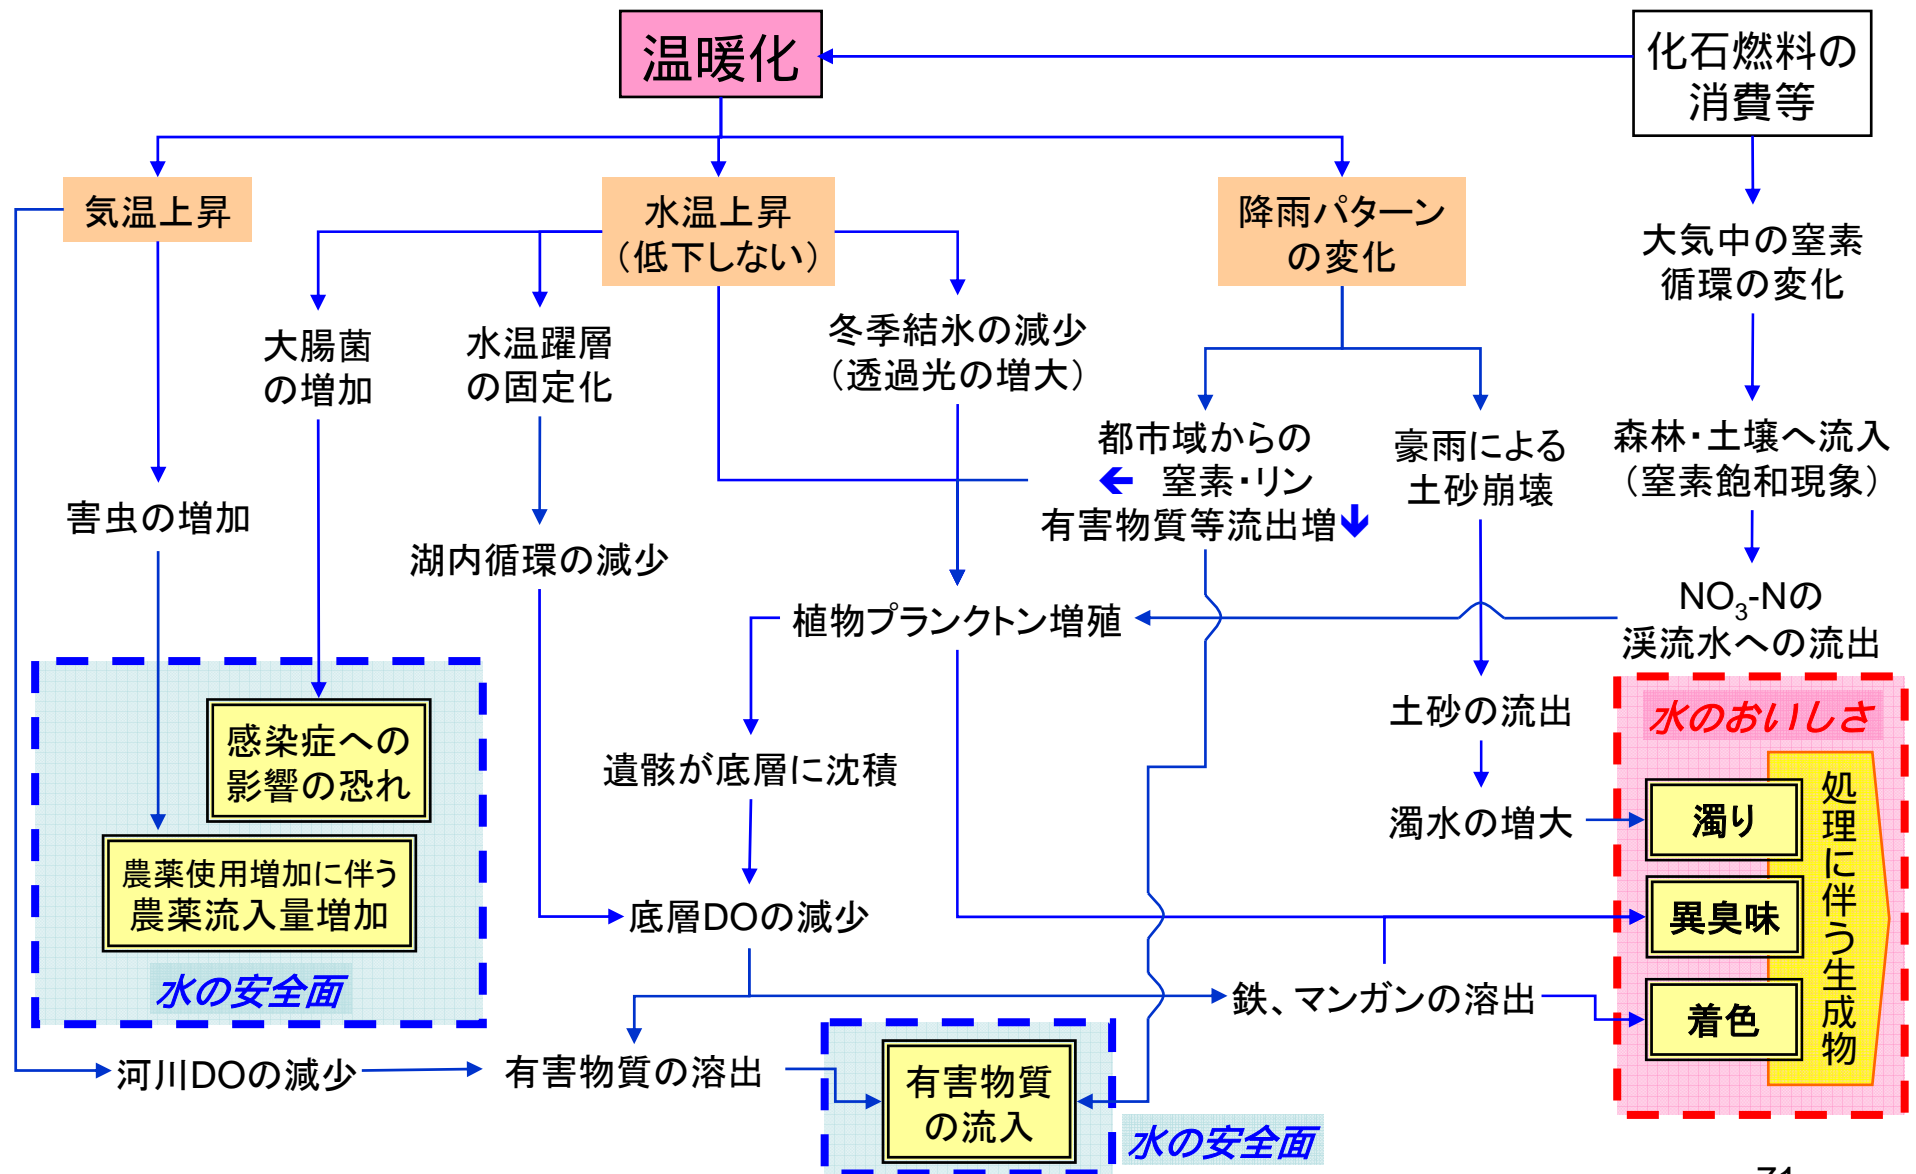 温暖化
化石燃料の
消費等
気温上昇
水温上昇
（低下しない）
降雨パターン
の変化
大気中の窒素
循環の変化
大腸菌
の増加
水温躍層
の固定化
冬季結氷の減少
（透過光の増大）
都市域からの
窒素・リン
有害物質等流出増
豪雨による
土砂崩壊
森林・土壌へ流入
（窒素飽和現象）
害虫の増加
湖内循環の減少
植物プランクトン増殖
NO₃-Nの
渓流水への流出
感染症への
影響の恐れ
農薬使用増加に伴う
農薬流入量増加
水の安全面
遺骸が底層に沈積
土砂の流出
濁水の増大
水のおいしさ
濁り
異臭味
着色
処理に伴う生成物
底層DOの減少
鉄、マンガンの溶出
河川DOの減少
有害物質の溶出
有害物質
の流入
水の安全面
71